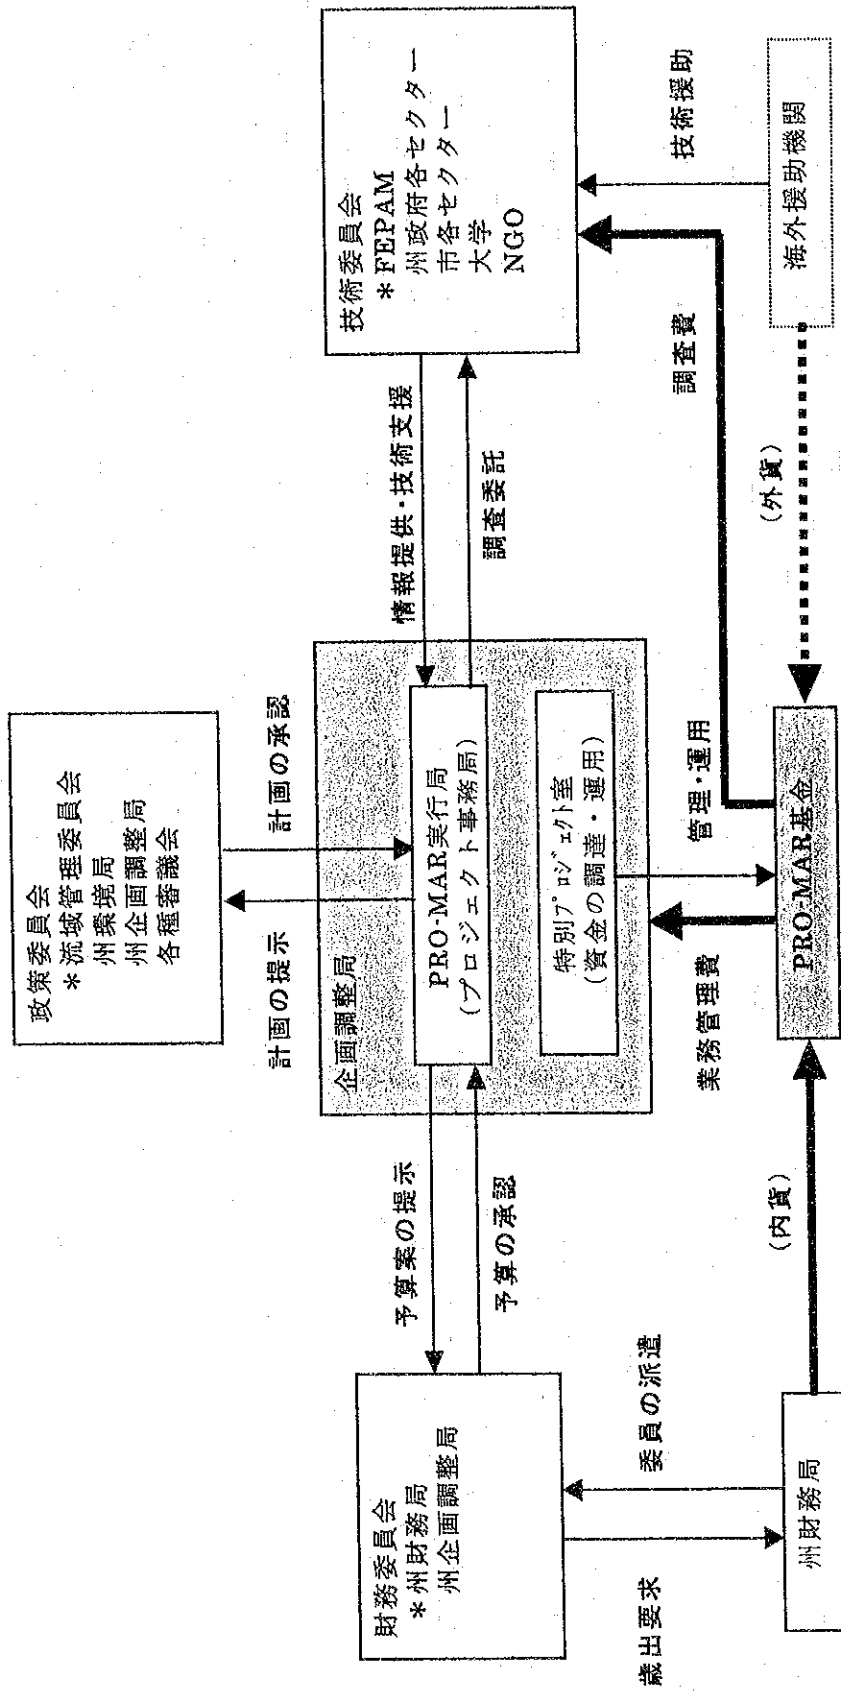 政策委員会
*流域管理委員会
州環境局
州企画調整局
各種審議会
計画の提示
計画の承認
財務委員会
*州財務局
州企画調整局
予算案の提示
予算の承認
企画調整局
PRO-MAR実行局
(プロジェクト事務局)
特別プロジェクト室
(資金の調達・運用)
情報提供・技術支援
調査委託
技術委員会
*FEPAM
州政府各セクター
市各セクター
大学
NGO
歳出要求
委員の派遣
業務管理費
管理・運用
調査費
技術援助
州財務局
(内貨)
PRO-MAR基金
(外貨)
海外援助機関